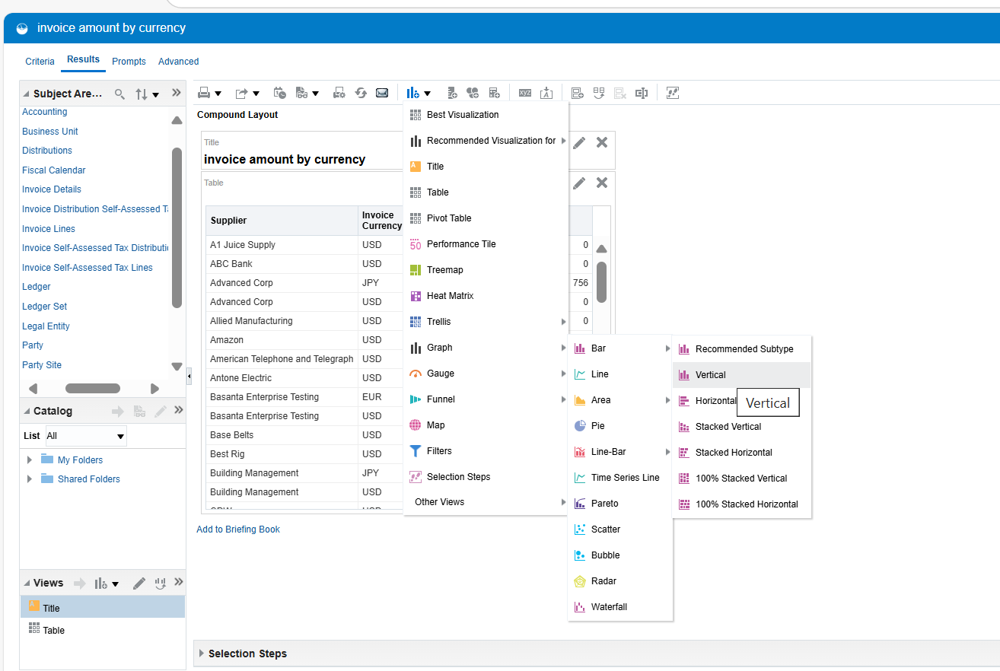 invoice amount by currency
Criteria
Results
Prompts
Advanced
Subject Are...
Accounting
Business Unit
Distributions
Fiscal Calendar
Invoice Details
Invoice Distribution Self-Assessed T
Invoice Lines
Invoice Self-Assessed Tax Distributi
Invoice Self-Assessed Tax Lines
Ledger
Ledger Set
Legal Entity
Party
Party Site
Catalog
List All
My Folders
Shared Folders
Views
Title
Table
xyz
Compound Layout
Title
invoice amount by currency
Table
Supplier Invoice
Currency
A1 Juice Supply USD 0
ABC Bank USD 0
Advanced Corp JPY 756
Advanced Corp USD 0
Allied Manufacturing USD 0
Amazon USD
American Telephone and Telegraph USD
Antone Electric USD
Basanta Enterprise Testing EUR
Basanta Enterprise Testing USD
Base Belts USD
Best Rig USD
Building Management JPY
Building Management USD
Add to Briefing Book
Best Visualization
Recommended Visualization for
Title
Table
Pivot Table
50 Performance Tile
Treemap
Heat Matrix
Trellis
Graph
Gauge
Funnel
Map
Filters
Selection Steps
Other Views
Bar
Line
Area
Pie
Line-Bar
Time Series Line
Pareto
Scatter
Bubble
Radar
Waterfall
Recommended Subtype
Vertical
Horizontal
Vertical
Stacked Vertical
Stacked Horizontal
100% Stacked Vertical
100% Stacked Horizontal
Selection Steps